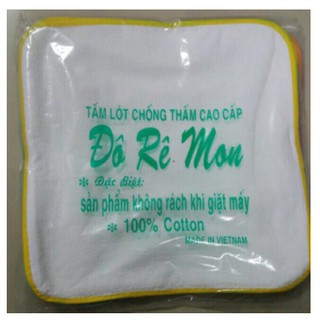 TẤM LÓT CHỐNG THẤM CAO CẤP
Đô Rê Mon
* Đặc Biệt:
sản phẩm không rách khi giặt mấy
* 100% Cotton
MADE IN VIETNAM